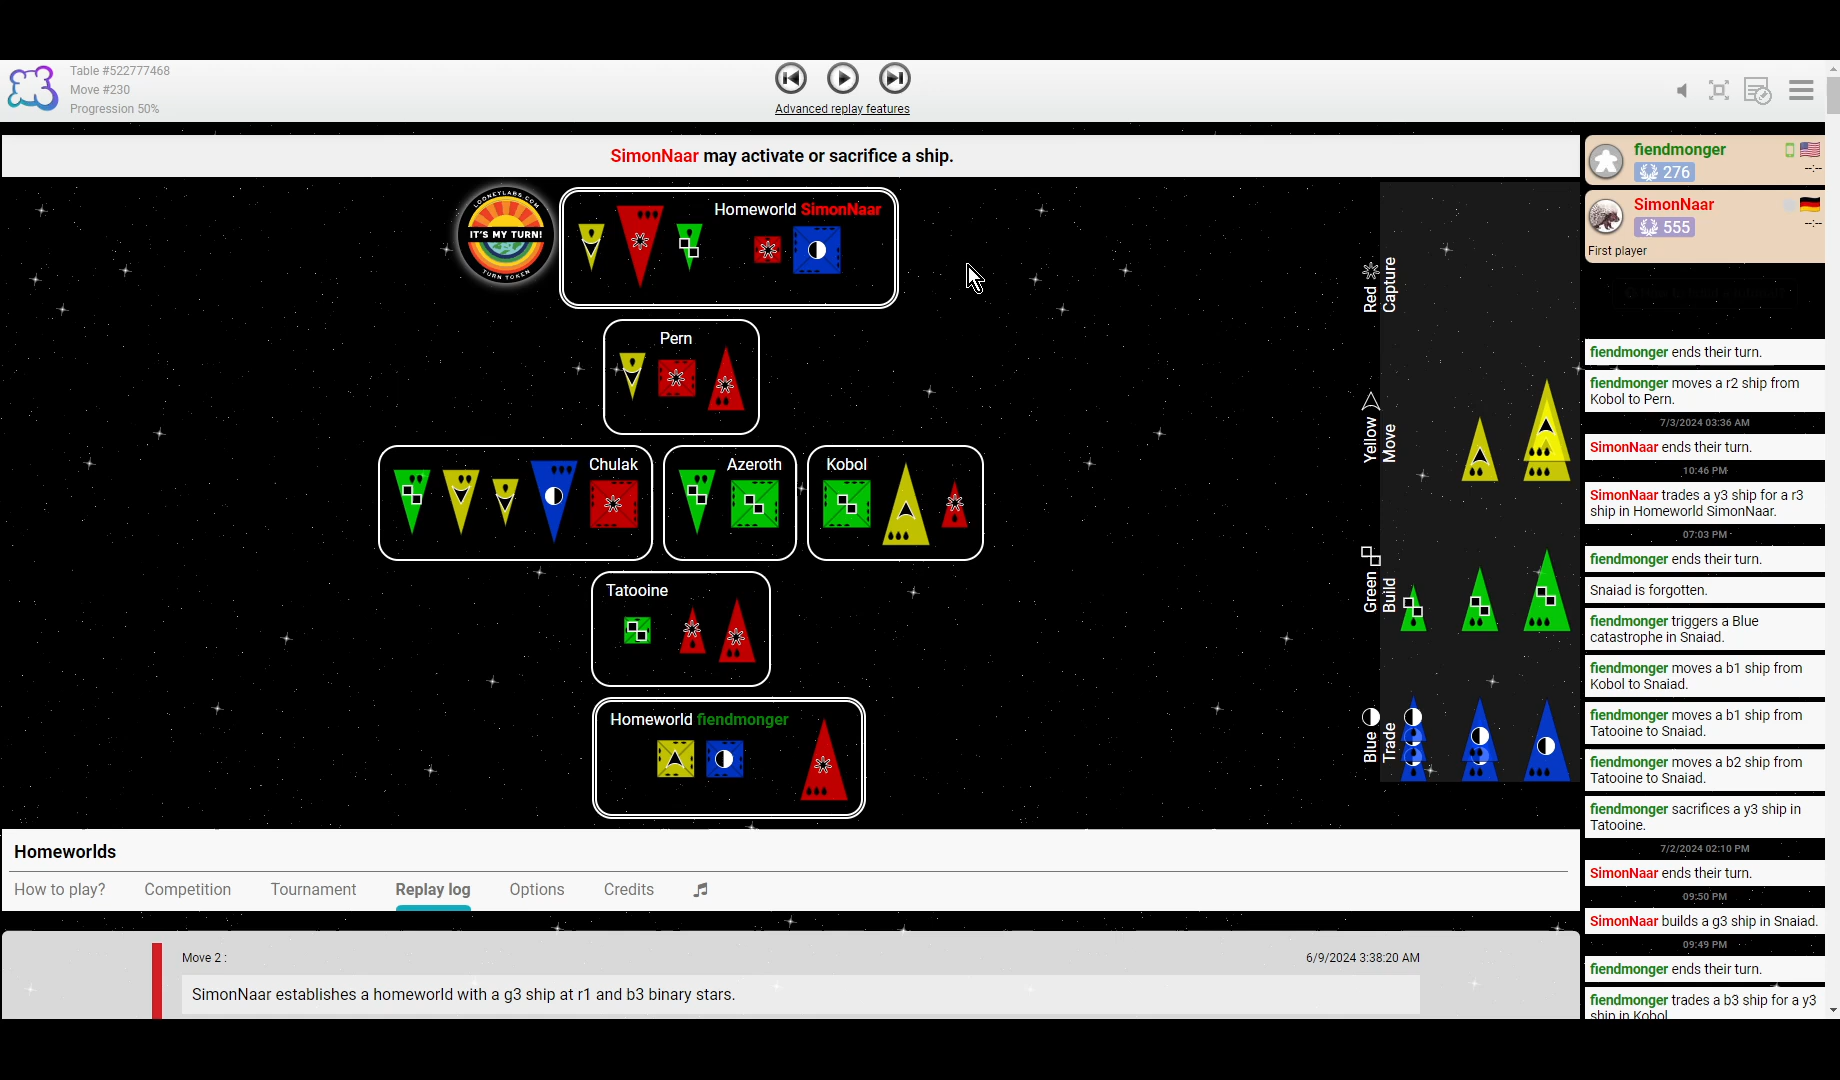 Table #522777468
Move #230
Progression 50%
Advanced replay features
SimonNaar may activate or sacrifice a ship.
LOONEYLABS.COM
IT'S MY TURN!
TURN TOKEN
Homeworld SimonNaar
Pern
Chulak
Azeroth
Kobol
Tatooine
Homeworld fiendmonger
Red
Capture
Yellow
Move
Green
Build
Blue
Trade
fiendmonger
276
--:--
SimonNaar
555
--:--
First player
fiendmonger ends their turn.
fiendmonger moves a r2 ship from
Kobol to Pern.
7/3/2024 03:36 AM
SimonNaar ends their turn.
10:46 PM
SimonNaar trades a y3 ship for a r3
ship in Homeworld SimonNaar.
07:03 PM
fiendmonger ends their turn.
Snaiad is forgotten.
fiendmonger triggers a Blue
catastrophe in Snaiad.
fiendmonger moves a b1 ship from
Kobol to Snaiad.
fiendmonger moves a b1 ship from
Tatooine to Snaiad.
fiendmonger moves a b2 ship from
Tatooine to Snaiad.
fiendmonger sacrifices a y3 ship in
Tatooine.
7/2/2024 02:10 PM
SimonNaar ends their turn.
09:50 PM
SimonNaar builds a g3 ship in Snaiad.
09:49 PM
fiendmonger ends their turn.
fiendmonger trades a b3 ship for a y3
ship in Kobol
Homeworlds
How to play?
Competition
Tournament
Replay log
Options
Credits
Move 2 :
6/9/2024 3:38:20 AM
SimonNaar establishes a homeworld with a g3 ship at r1 and b3 binary stars.